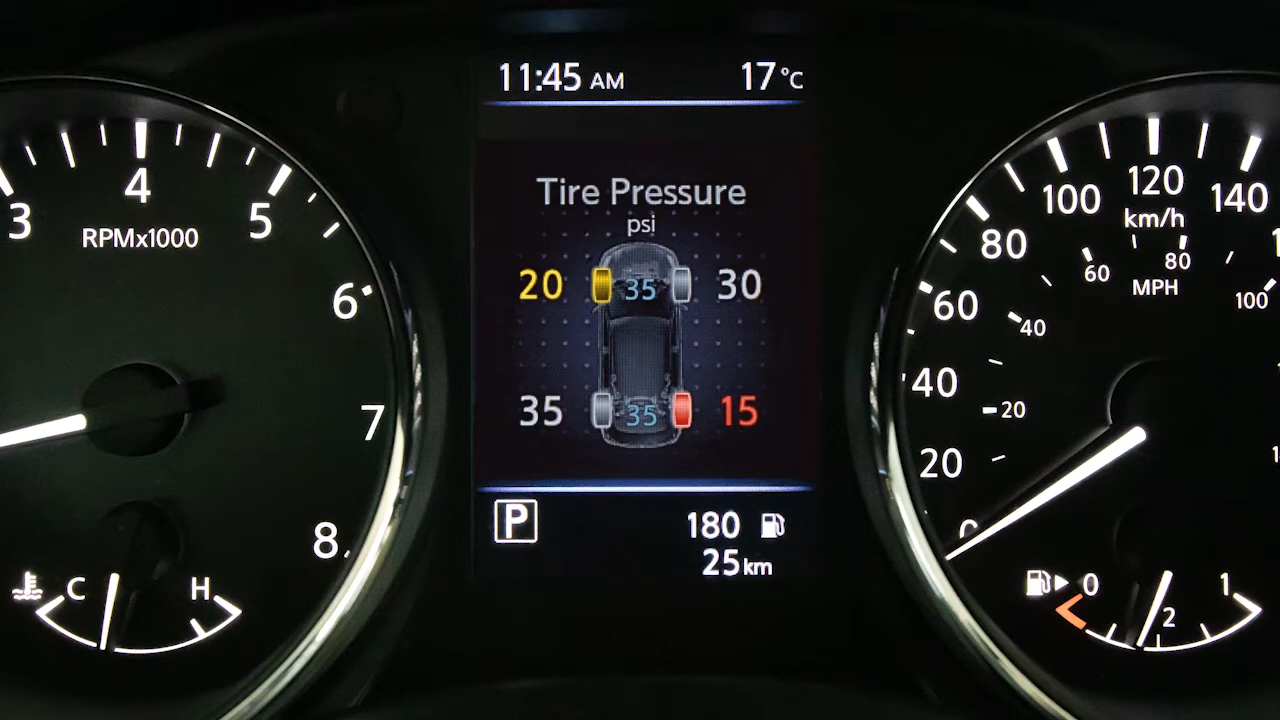 11:45 AM 17°C
Tire Pressure
psi
20 35 30
35 35 15
P 180
25 km
3 4 5 6 7 8
RPMx1000
C H
0 20 40 60 80 100 120 140
km/h
20 40 60 80 100
MPH
0 2 1